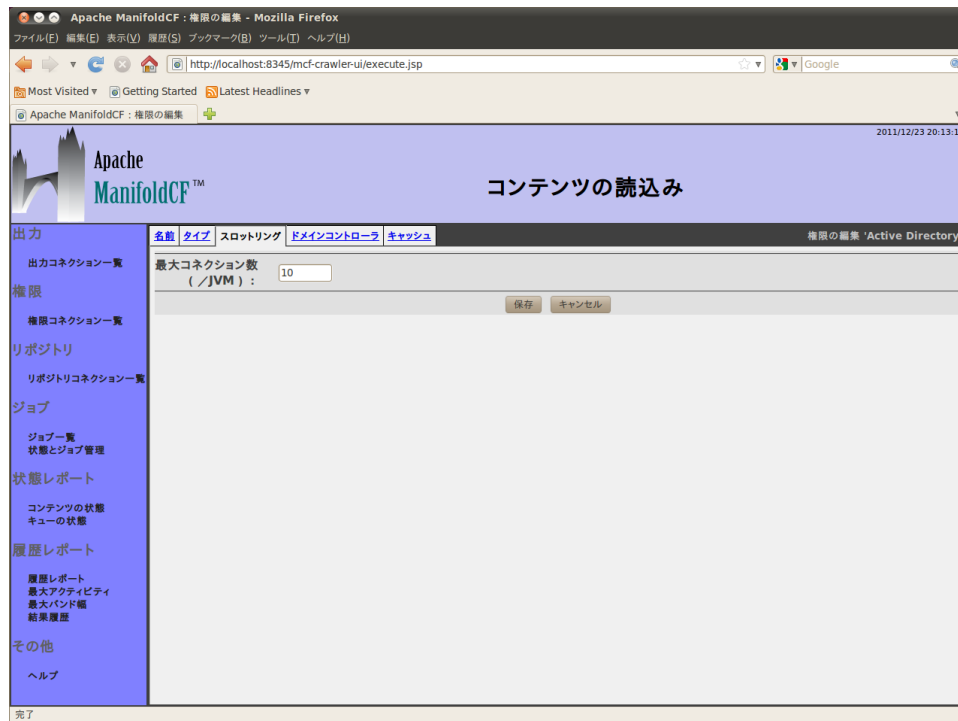 Apache ManifoldCF : 権限の編集 - Mozilla Firefox
ファイル(F) 編集(E) 表示(V) 履歴(S) ブックマーク(B) ツール(T) ヘルプ(H)
http://localhost:8345/mcf-crawler-ui/execute.jsp
Google
Most Visited Getting Started Latest Headlines
Apache ManifoldCF : 権限の編集
2011/12/23 20:13:1
Apache
ManifoldCF™
コンテンツの読込み
出力
出力コネクション一覧
権限
権限コネクション一覧
リポジトリ
リポジトリコネクション一覧
ジョブ
ジョブ一覧
状態とジョブ管理
状態レポート
コンテンツの状態
キューの状態
履歴レポート
履歴レポート
最大アクティビティ
最大バンド幅
結果履歴
その他
ヘルプ
名前 タイプ スロットリング ドメインコントローラ キャッシュ
権限の編集 'Active Directory
最大コネクション数
(／JVM)：
10
保存 キャンセル
完了